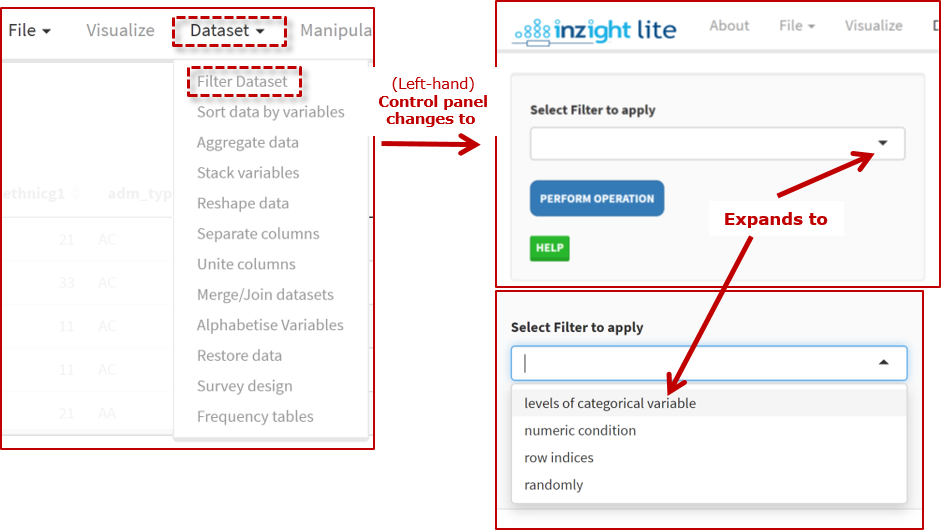 File Visualize Dataset Manipula
Filter Dataset
Sort data by variables
Aggregate data
Stack variables
Reshape data
Separate columns
Unite columns
Merge/Join datasets
Alphabetise Variables
Restore data
Survey design
Frequency tables
ethnicg1 adm_typ
21 AC
33 AC
11 AC
11 AC
21 AA
(Left-hand)
Control panel
changes to
inzight lite About File Visualize D
Select Filter to apply
PERFORM OPERATION
HELP
Expands to
Select Filter to apply
levels of categorical variable
numeric condition
row indices
randomly